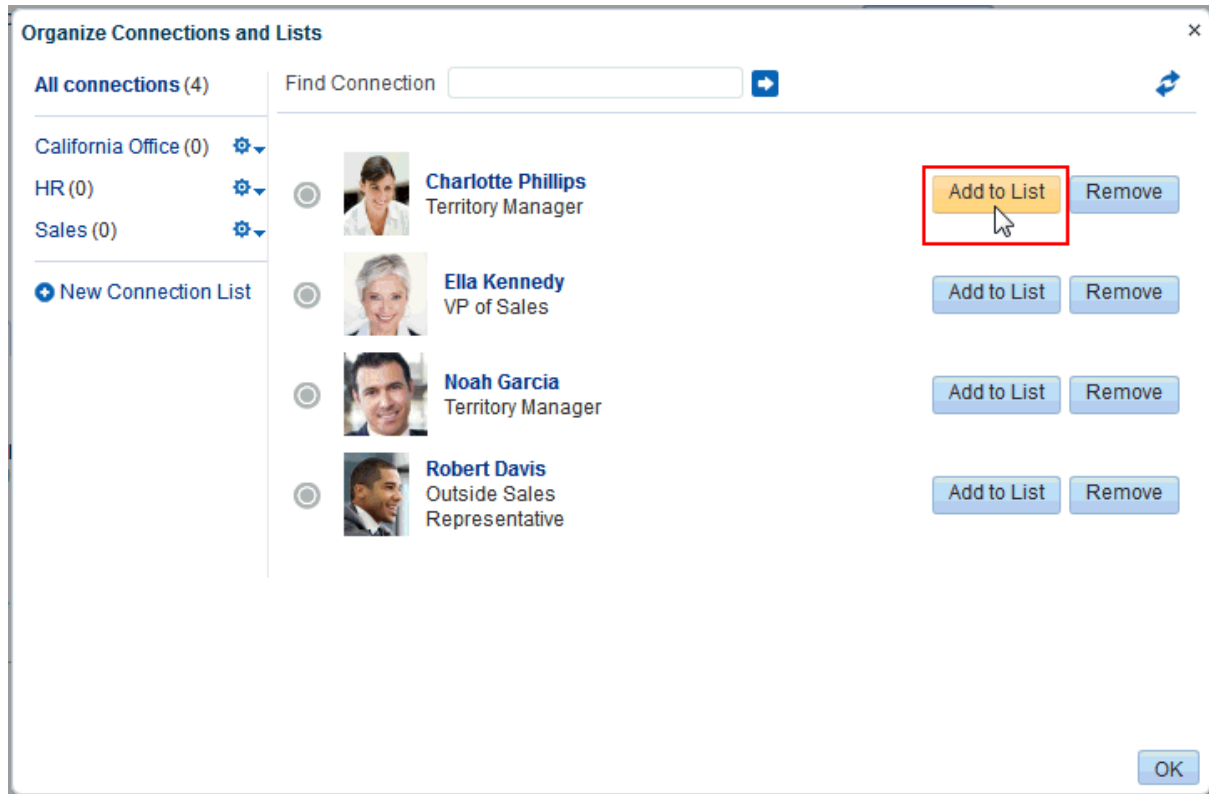 Organize Connections and Lists
All connections (4)
Find Connection
California Office (0)
HR (0)
Sales (0)
New Connection List
Charlotte Phillips
Territory Manager
Add to List
Remove
Ella Kennedy
VP of Sales
Add to List
Remove
Noah Garcia
Territory Manager
Add to List
Remove
Robert Davis
Outside Sales
Representative
Add to List
Remove
OK